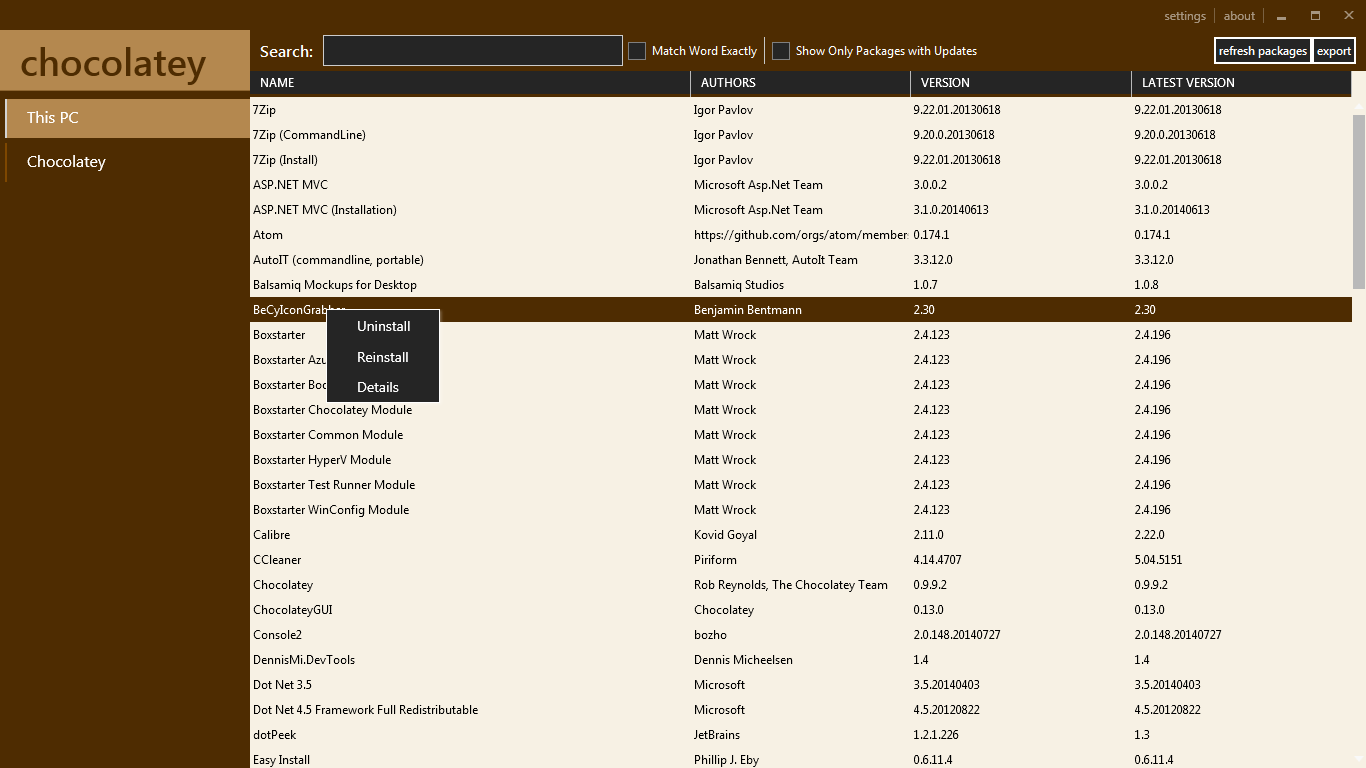 settings about
chocolatey
Search: Match Word Exactly Show Only Packages with Updates refresh packages export
This PC
Chocolatey
NAME AUTHORS VERSION LATEST VERSION
7Zip Igor Pavlov 9.22.01.20130618 9.22.01.20130618
7Zip (CommandLine) Igor Pavlov 9.20.0.20130618 9.20.0.20130618
7Zip (Install) Igor Pavlov 9.22.01.20130618 9.22.01.20130618
ASP.NET MVC Microsoft Asp.Net Team 3.0.0.2 3.0.0.2
ASP.NET MVC (Installation) Microsoft Asp.Net Team 3.1.0.20140613 3.1.0.20140613
Atom https://github.com/orgs/atom/member 0.174.1 0.174.1
AutoIT (commandline, portable) Jonathan Bennett, AutoIt Team 3.3.12.0 3.3.12.0
Balsamiq Mockups for Desktop Balsamiq Studios 1.0.7 1.0.8
BeCyIconGrabber Benjamin Bentmann 2.30 2.30
Uninstall
Reinstall
Details
Boxstarter Matt Wrock 2.4.123 2.4.196
Boxstarter Azu Matt Wrock 2.4.123 2.4.196
Boxstarter Boo Matt Wrock 2.4.123 2.4.196
Boxstarter Chocolatey Module Matt Wrock 2.4.123 2.4.196
Boxstarter Common Module Matt Wrock 2.4.123 2.4.196
Boxstarter HyperV Module Matt Wrock 2.4.123 2.4.196
Boxstarter Test Runner Module Matt Wrock 2.4.123 2.4.196
Boxstarter WinConfig Module Matt Wrock 2.4.123 2.4.196
Calibre Kovid Goyal 2.11.0 2.22.0
CCleaner Piriform 4.14.4707 5.04.5151
Chocolatey Rob Reynolds, The Chocolatey Team 0.9.9.2 0.9.9.2
ChocolateyGUI Chocolatey 0.13.0 0.13.0
Console2 bozho 2.0.148.20140727 2.0.148.20140727
DennisMi.DevTools Dennis Micheelsen 1.4 1.4
Dot Net 3.5 Microsoft 3.5.20140403 3.5.20140403
Dot Net 4.5 Framework Full Redistributable Microsoft 4.5.20120822 4.5.20120822
dotPeek JetBrains 1.2.1.226 1.3
Easy Install Phillip J. Eby 0.6.11.4 0.6.11.4